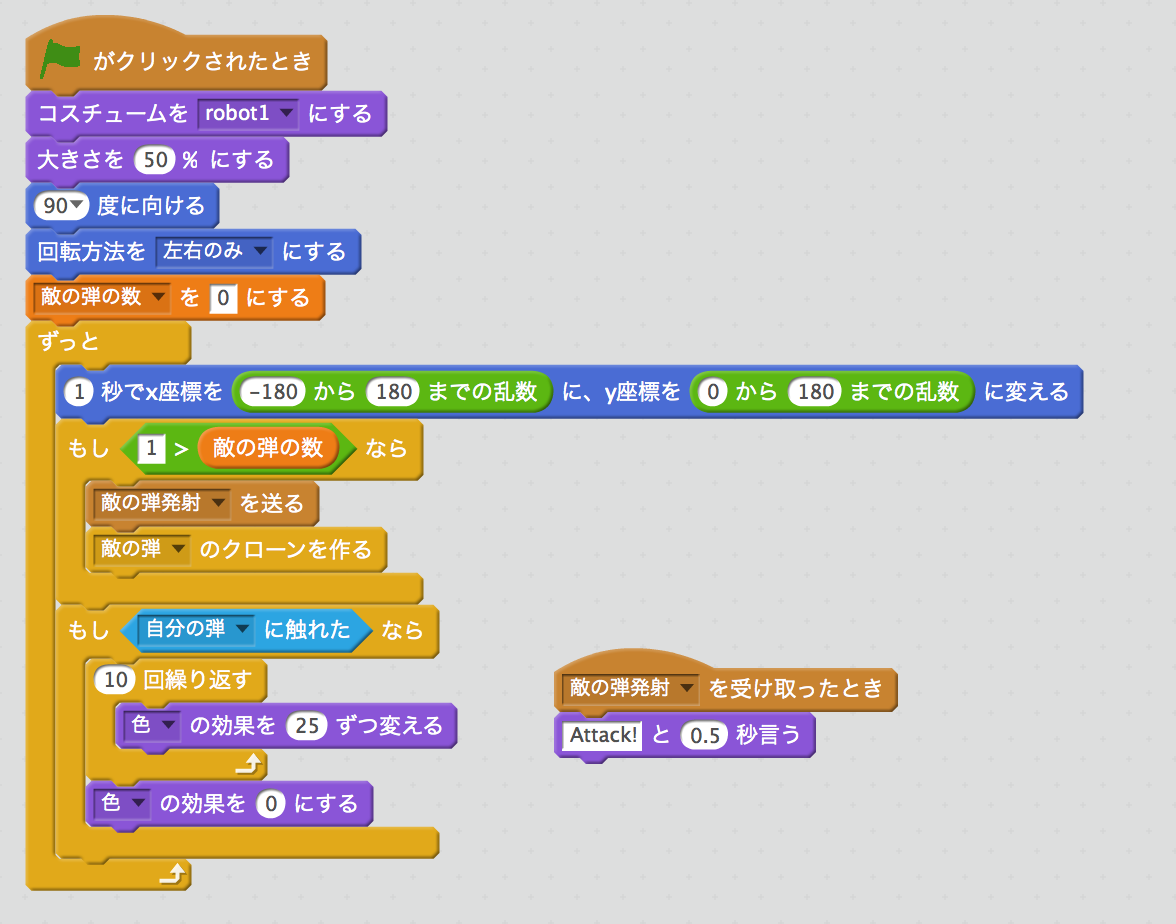 がクリックされたとき
コスチュームを robot1 にする
大きさを 50 % にする
90 度に向ける
回転方法を 左右のみ にする
敵の弾の数 を 0 にする
ずっと
1 秒でx座標を -180 から 180 までの乱数 に、y座標を 0 から 180 までの乱数 に変える
もし 1 > 敵の弾の数 なら
敵の弾発射 を送る
敵の弾 のクローンを作る
もし 自分の弾 に触れた なら
10 回繰り返す
色 の効果を 25 ずつ変える
色 の効果を 0 にする
敵の弾発射 を受け取ったとき
Attack! と 0.5 秒言う